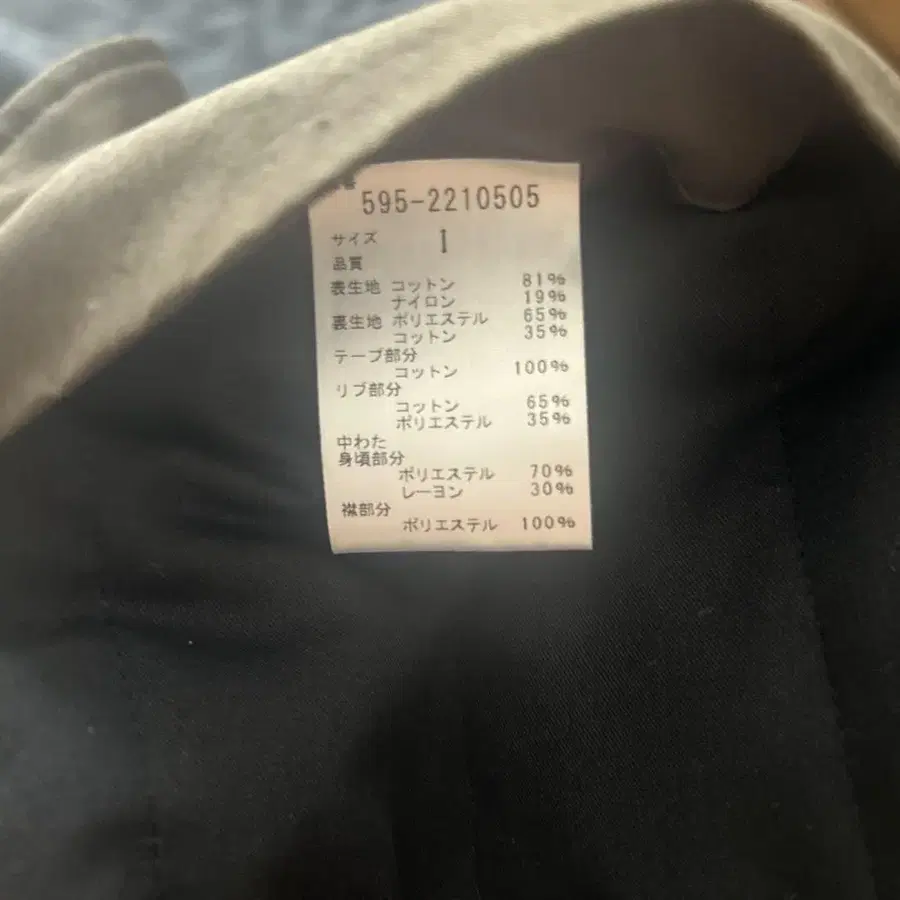 595-2210505
サイズ 1
品質
表生地 コットン 81%
ナイロン 19%
裏生地 ポリエステル 65%
コットン 35%
テープ部分
コットン 100%
リブ部分
コットン 65%
ポリエステル 35%
中わた
身頃部分
ポリエステル 70%
レーヨン 30%
襟部分
ポリエステル 100%